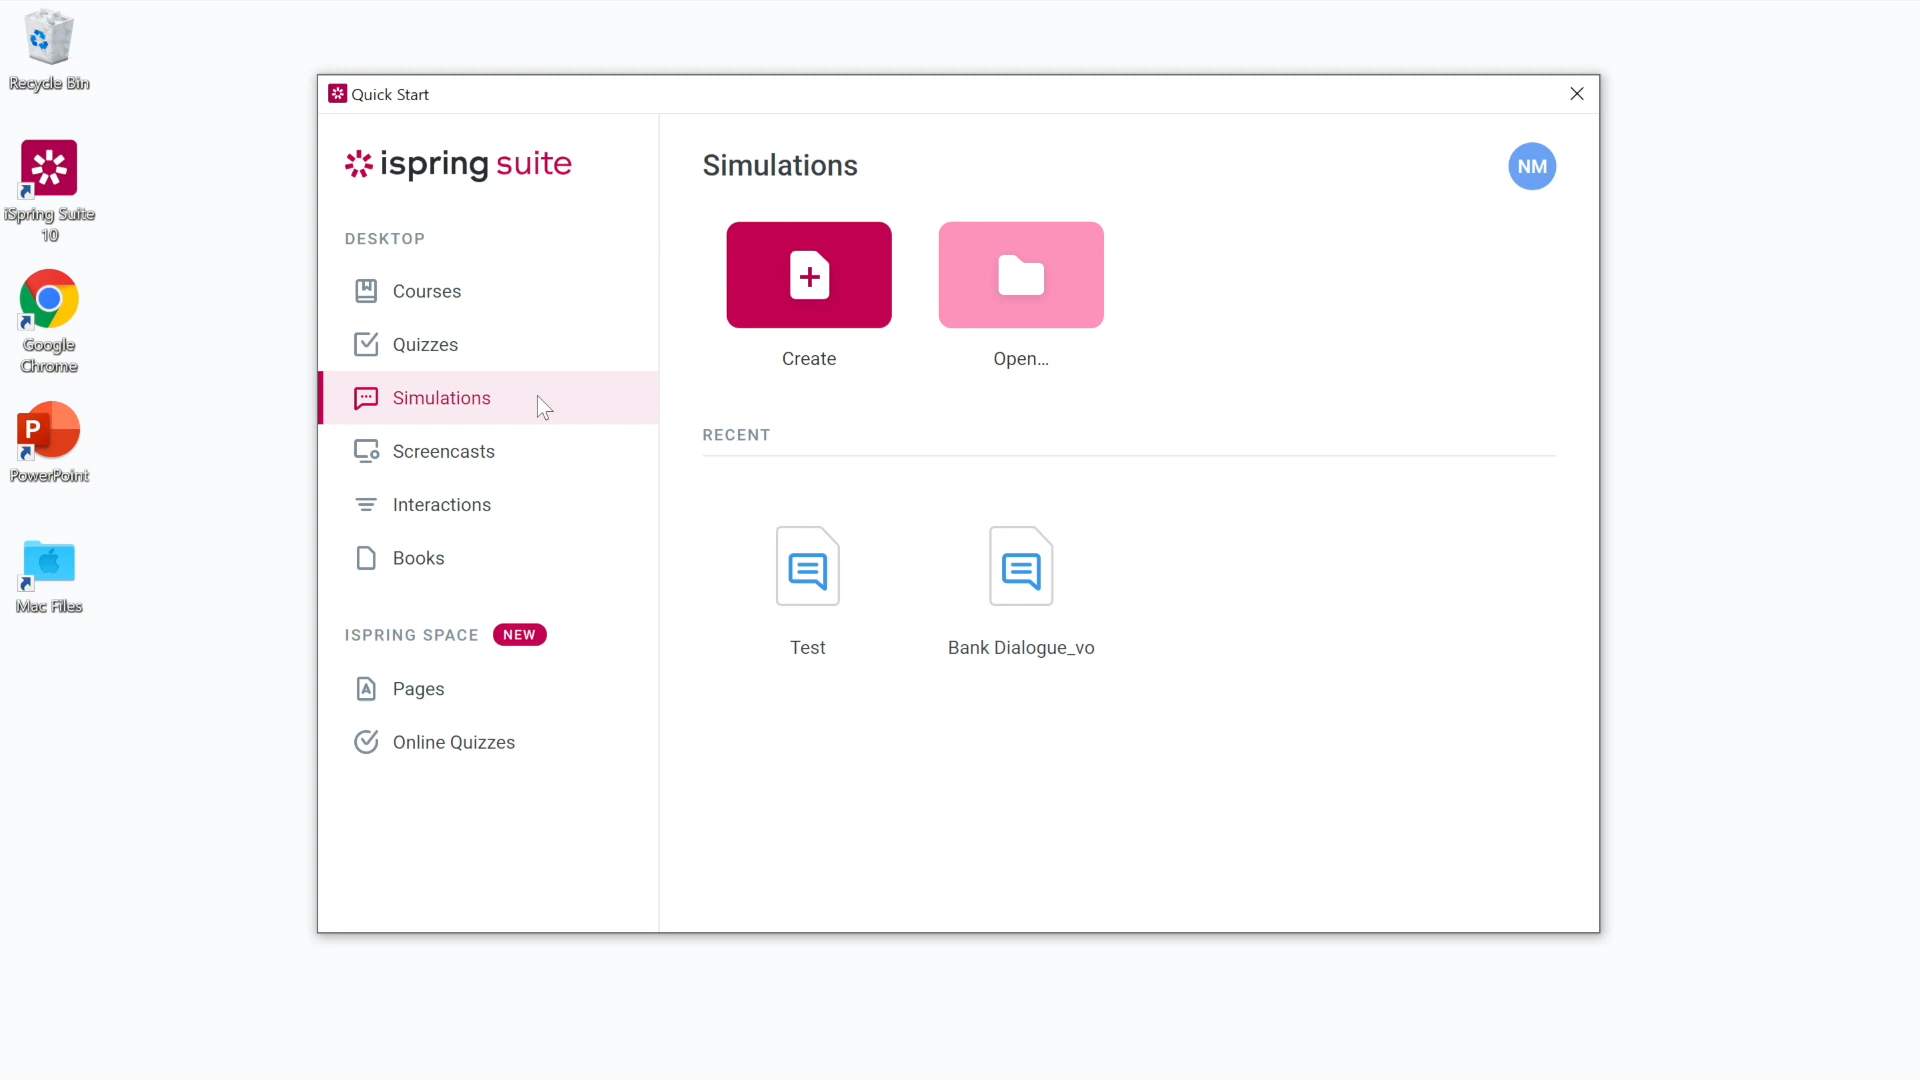 Recycle Bin
iSpring Suite
10
Google
Chrome
P
PowerPoint
Mac Files
Quick Start
ispring suite
DESKTOP
Courses
Quizzes
Simulations
Screencasts
Interactions
Books
ISPRING SPACE NEW
Pages
Online Quizzes
Simulations
NM
Create
Open...
RECENT
Test
Bank Dialogue_vo